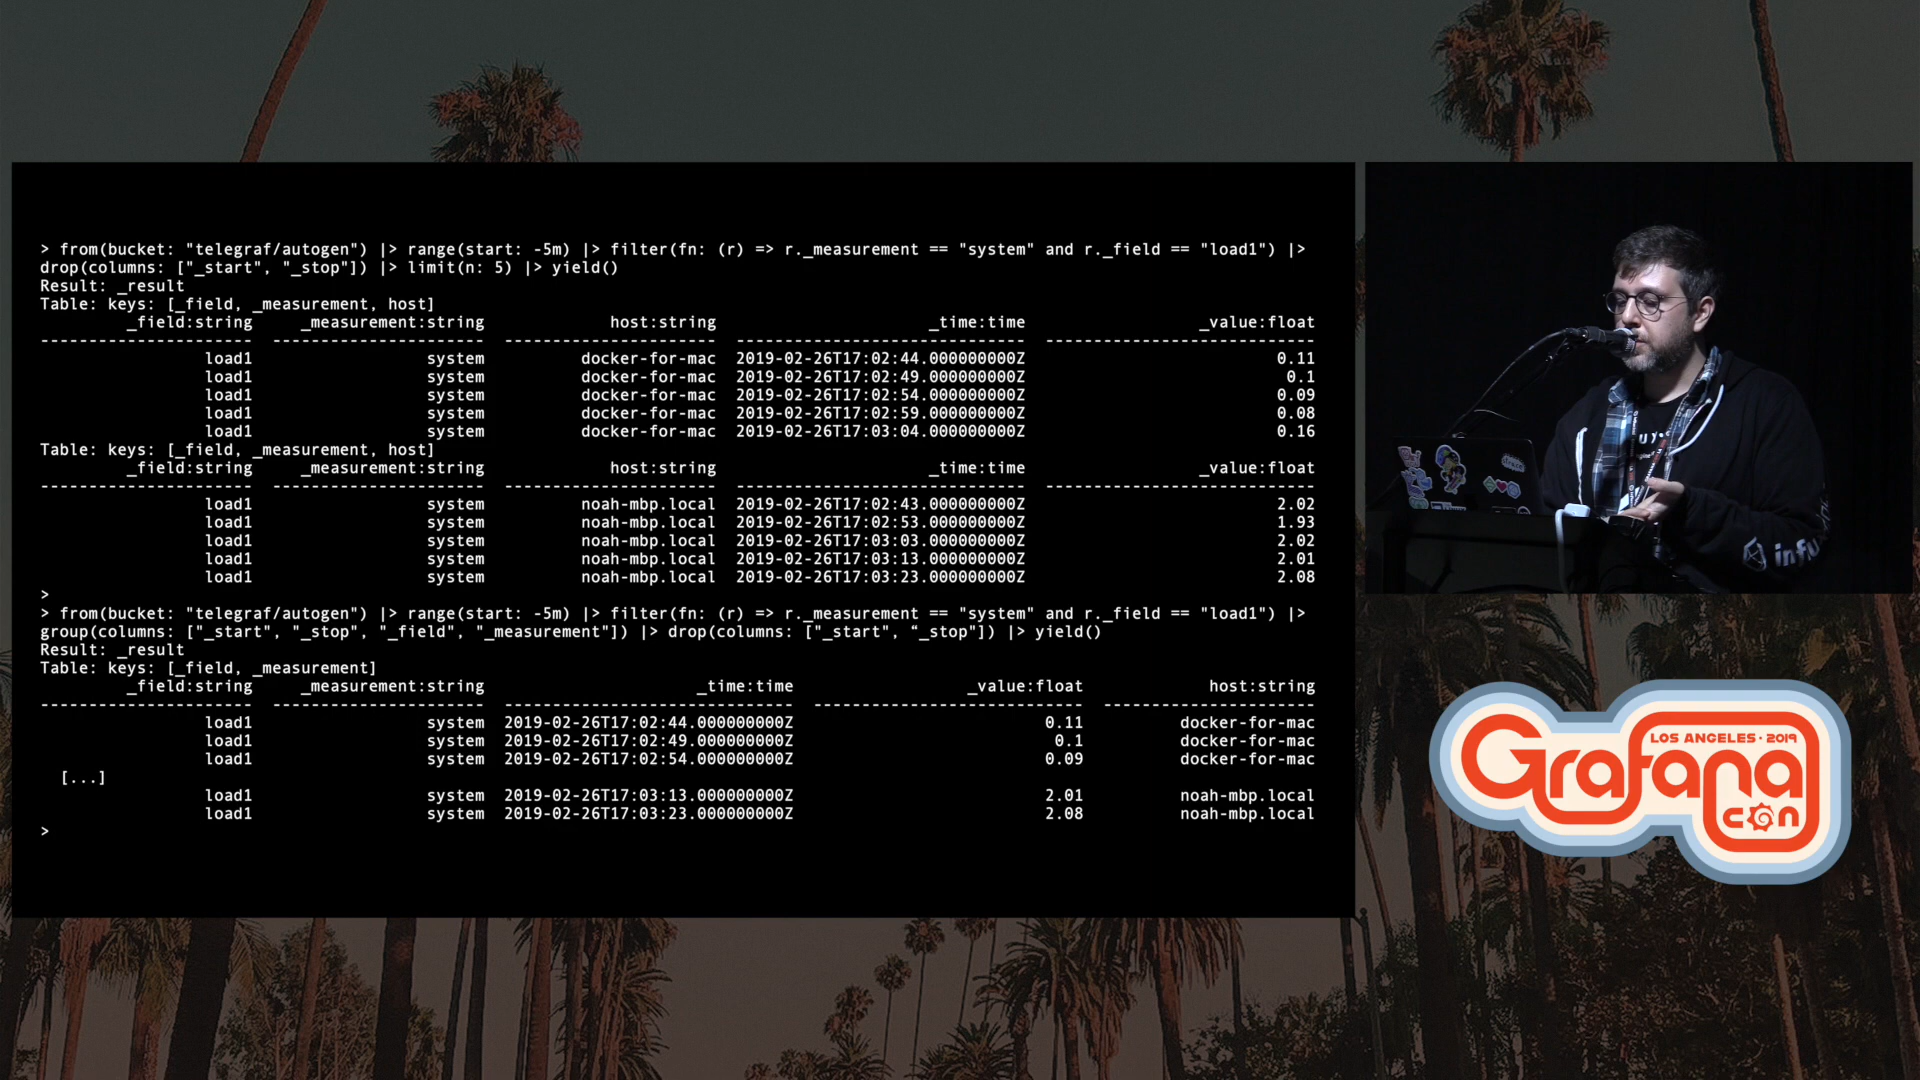 > from(bucket: "telegraf/autogen") |> range(start: -5m) |> filter(fn: (r) => r._measurement == "system" and r._field == "load1") |>
drop(columns: ["_start", "_stop"]) |> limit(n: 5) |> yield()
Result: _result
Table: keys: [_field, _measurement, host]
_field:string _measurement:string host:string _time:time _value:float
load1 system docker-for-mac 2019-02-26T17:02:44.000000000Z 0.11
load1 system docker-for-mac 2019-02-26T17:02:49.000000000Z 0.1
load1 system docker-for-mac 2019-02-26T17:02:54.000000000Z 0.09
load1 system docker-for-mac 2019-02-26T17:02:59.000000000Z 0.08
load1 system docker-for-mac 2019-02-26T17:03:04.000000000Z 0.16
Table: keys: [_field, _measurement, host]
_field:string _measurement:string host:string _time:time _value:float
load1 system noah-mbp.local 2019-02-26T17:02:43.000000000Z 2.02
load1 system noah-mbp.local 2019-02-26T17:02:53.000000000Z 1.93
load1 system noah-mbp.local 2019-02-26T17:03:03.000000000Z 2.02
load1 system noah-mbp.local 2019-02-26T17:03:13.000000000Z 2.01
load1 system noah-mbp.local 2019-02-26T17:03:23.000000000Z 2.08
>
> from(bucket: "telegraf/autogen") |> range(start: -5m) |> filter(fn: (r) => r._measurement == "system" and r._field == "load1") |>
group(columns: ["_start", "_stop", "_field", "_measurement"]) |> drop(columns: ["_start", “_stop"]) |> yield()
Result: _result
Table: keys: [_field, _measurement]
_field:string _measurement:string _time:time _value:float host:string
load1 system 2019-02-26T17:02:44.000000000Z 0.11 docker-for-mac
load1 system 2019-02-26T17:02:49.000000000Z 0.1 docker-for-mac
load1 system 2019-02-26T17:02:54.000000000Z 0.09 docker-for-mac
[...]
load1 system 2019-02-26T17:03:13.000000000Z 2.01 noah-mbp.local
load1 system 2019-02-26T17:03:23.000000000Z 2.08 noah-mbp.local
>
influ
LOS ANGELES · 2019
Grafana
con